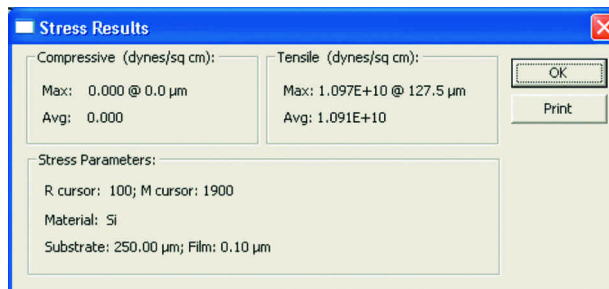 Stress Results
Compressive (dynes/sq cm):
Max: 0.000 @ 0.0 µm
Avg: 0.000
Tensile (dynes/sq cm):
Max: 1.097E+10 @ 127.5 µm
Avg: 1.091E+10
OK
Print
Stress Parameters:
R cursor: 100; M cursor: 1900
Material: Si
Substrate: 250.00 µm; Film: 0.10 µm